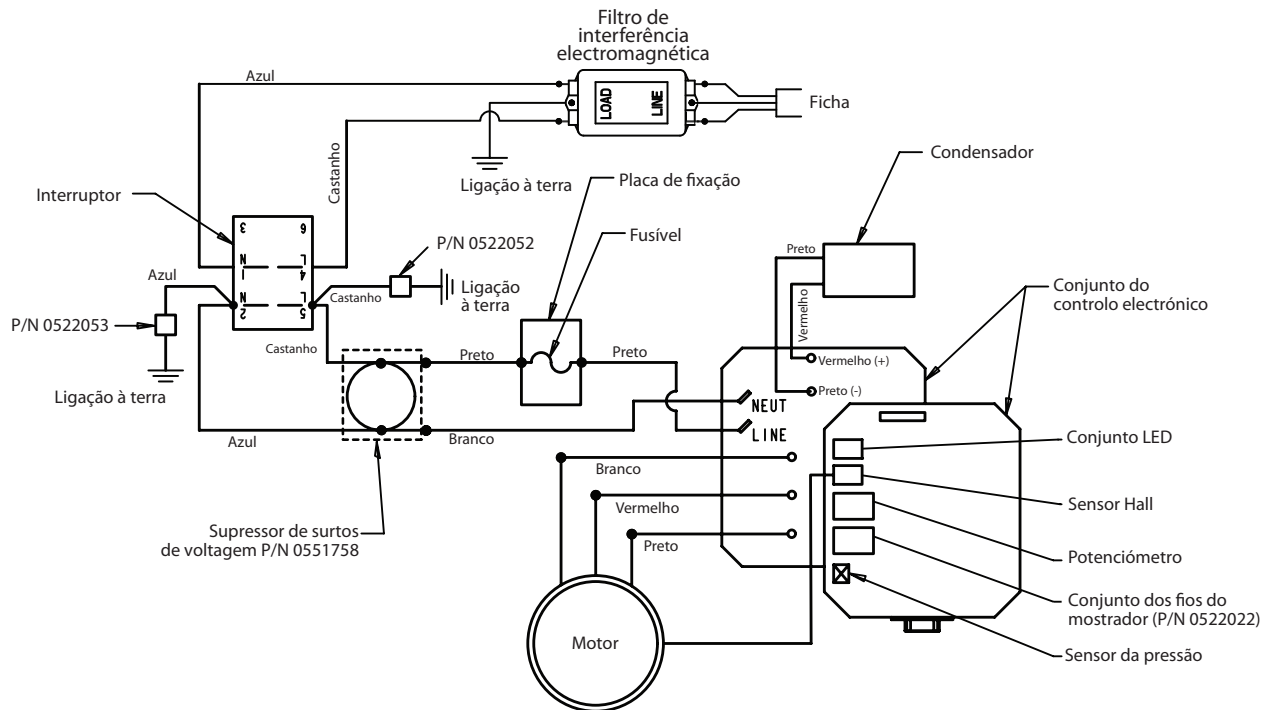 Filtro de
interferência
electromagnética
Azul
LOAD
LINE
Ficha
Castanho
Ligação à terra
Placa de fixação
Condensador
Interruptor
3
6
P/N 0522052
Fusível
Preto
N
L
1
4
Azul
Castanho
Ligação
à terra
Vermelho
Conjunto do
controlo electrónico
N
L
2
5
P/N 0522053
Castanho
Preto
Preto
Vermelho (+)
Ligação à terra
Preto (-)
NEUT
LINE
Azul
Branco
Conjunto LED
Branco
Sensor Hall
Vermelho
Supressor de surtos
de voltagem P/N 0551758
Preto
Potenciómetro
Conjunto dos fios do
mostrador (P/N 0522022)
Motor
Sensor da pressão